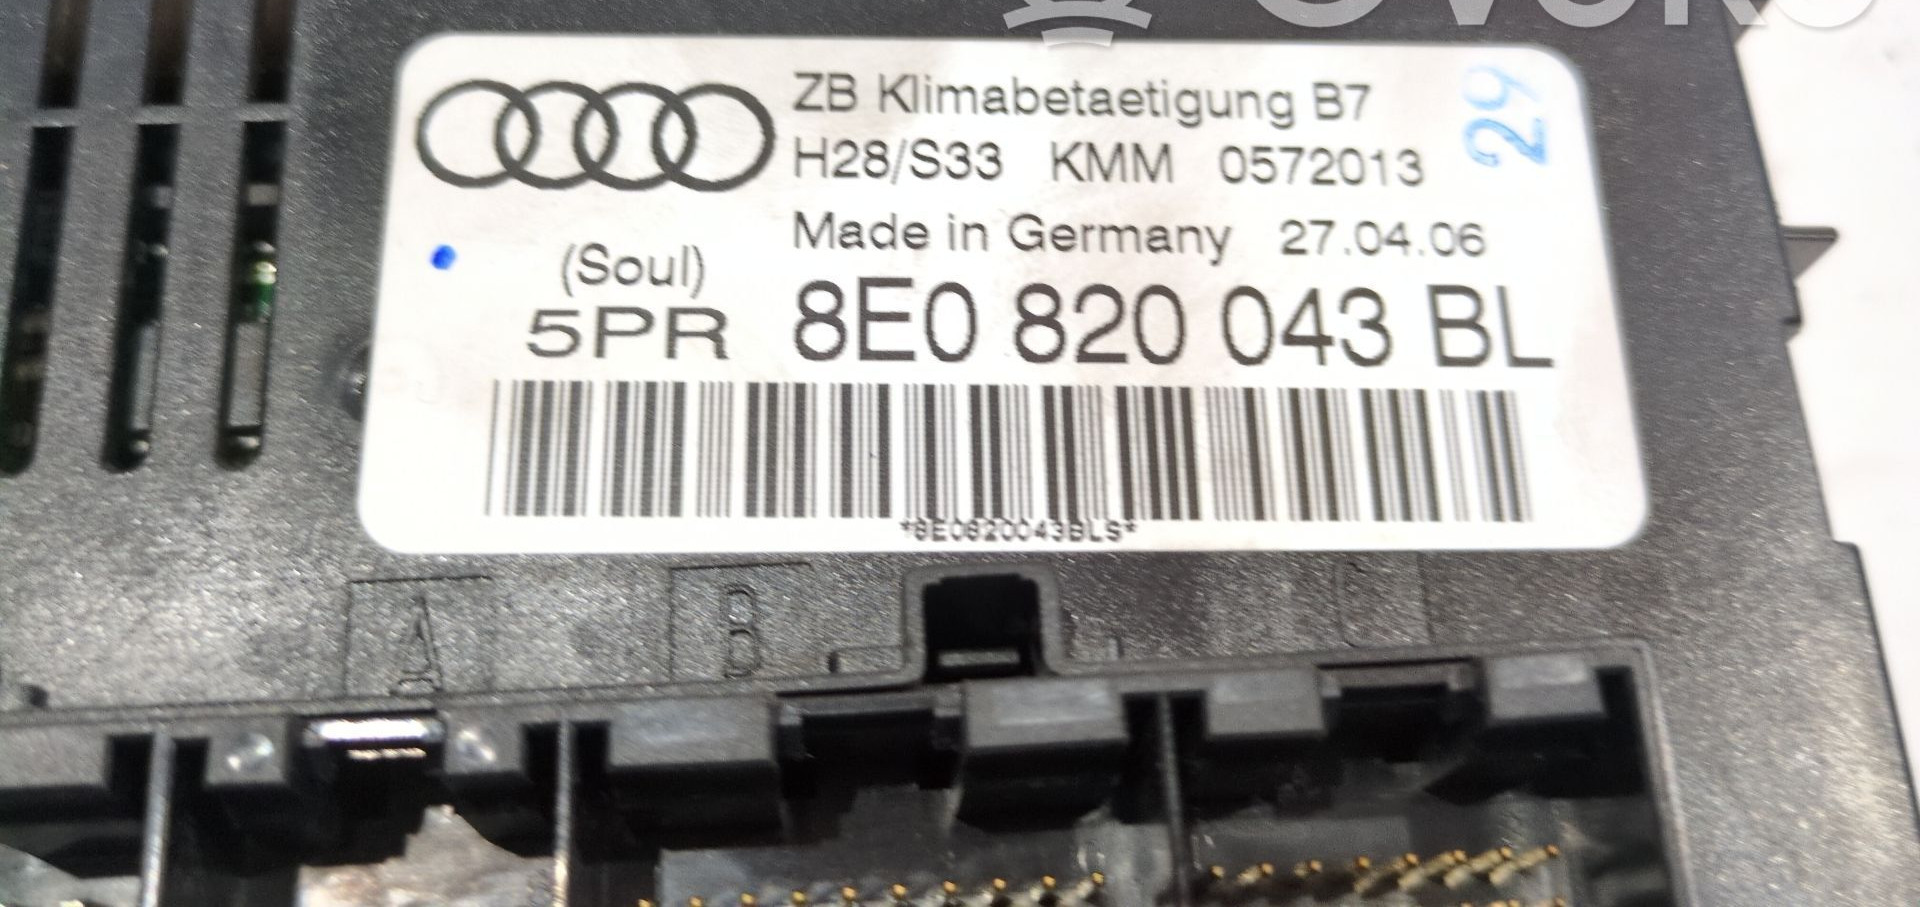 ZB Klimabetaetigung B7
H28/S33 KMM 0572013
29
Made in Germany 27.04.06
(Soul)
5PR 8E0 820 043 BL
*8E0820043BLS*
A B C